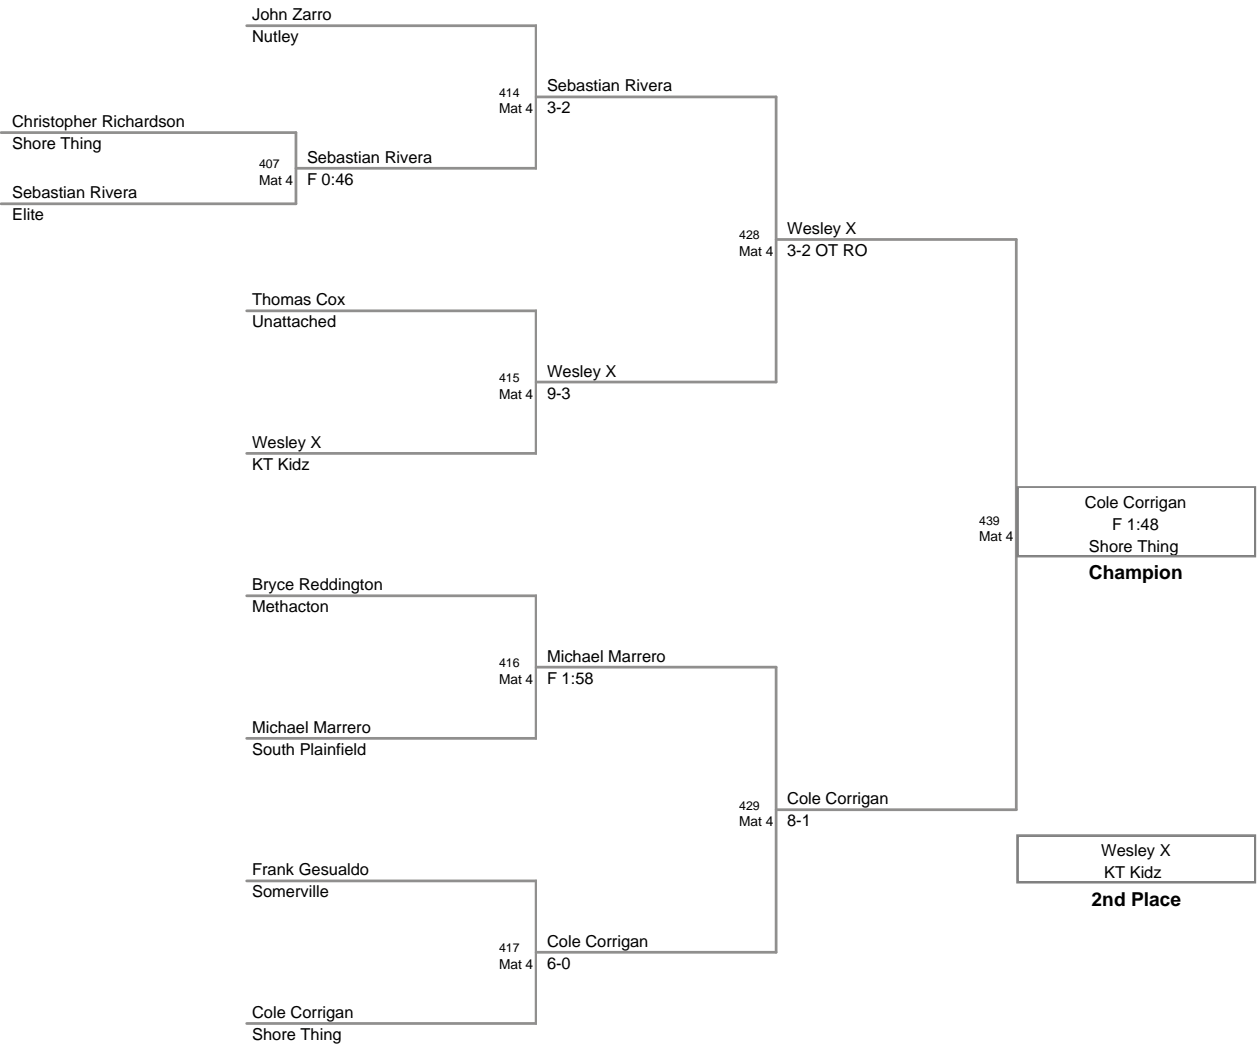 John Zarro
Nutley
414
Mat 4
Sebastian Rivera
3-2
Christopher Richardson
Shore Thing
407
Mat 4
Sebastian Rivera
F 0:46
Sebastian Rivera
Elite
428
Mat 4
Wesley X
3-2 OT RO
Thomas Cox
Unattached
415
Mat 4
Wesley X
9-3
Wesley X
KT Kidz
439
Mat 4
Cole Corrigan
F 1:48
Shore Thing
Champion
Bryce Reddington
Methacton
416
Mat 4
Michael Marrero
F 1:58
Michael Marrero
South Plainfield
429
Mat 4
Cole Corrigan
8-1
Wesley X
KT Kidz
2nd Place
Frank Gesualdo
Somerville
417
Mat 4
Cole Corrigan
6-0
Cole Corrigan
Shore Thing